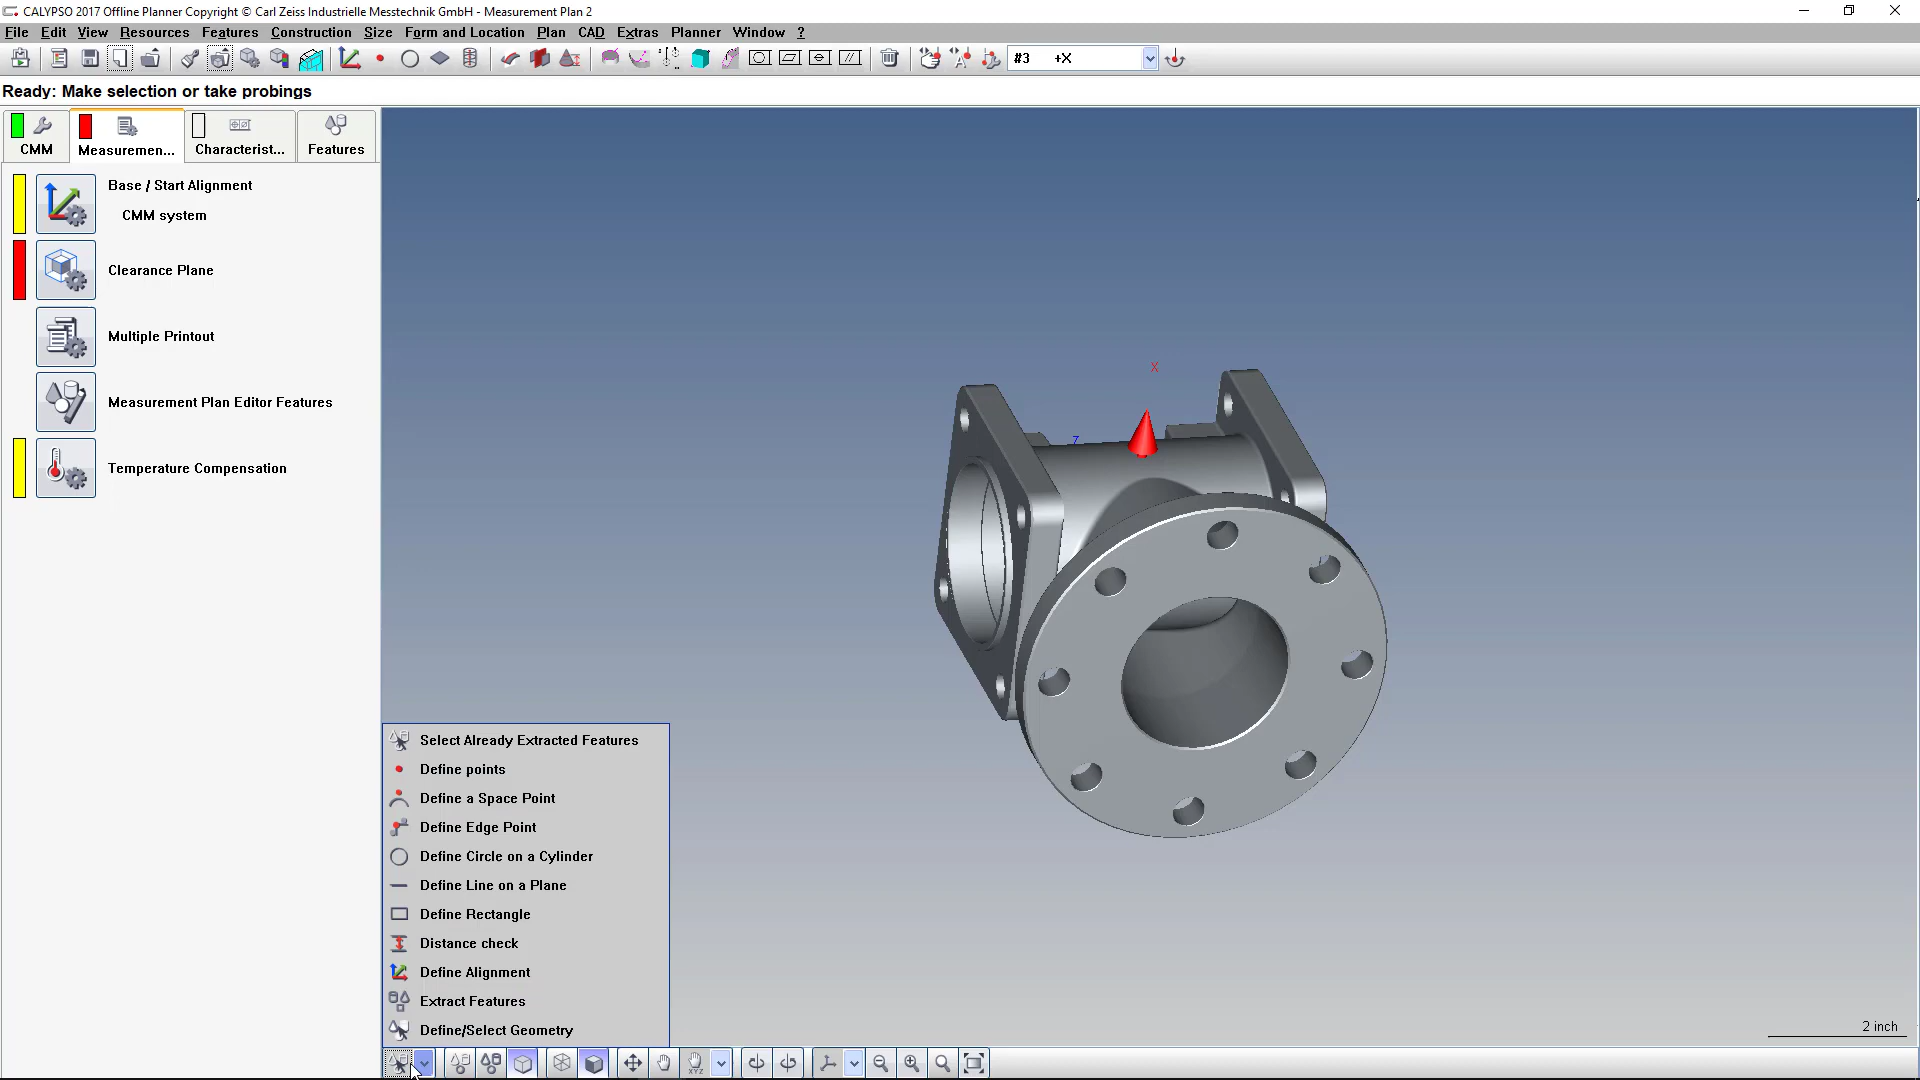 CALYPSO 2017 Offline Planner Copyright © Carl Zeiss Industrielle Messtechnik GmbH - Measurement Plan 2
File Edit View Resources Features Construction Size Form and Location Plan CAD Extras Planner Window ?
#3 +X
Ready: Make selection or take probings
CMM
Measuremen...
Characterist...
Features
Base / Start Alignment
CMM system
Clearance Plane
Multiple Printout
Measurement Plan Editor Features
Temperature Compensation
X
Z
Select Already Extracted Features
Define points
Define a Space Point
Define Edge Point
Define Circle on a Cylinder
Define Line on a Plane
Define Rectangle
Distance check
Define Alignment
Extract Features
Define/Select Geometry
2 inch
XYZ